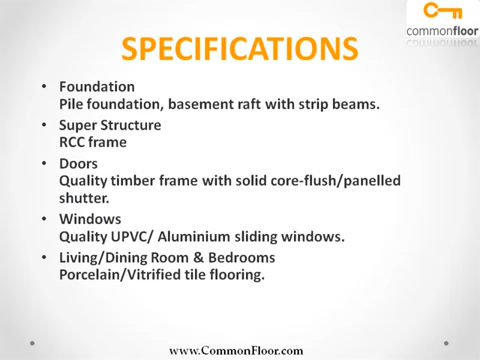 commonfloor
SPECIFICATIONS
• Foundation
Pile foundation, basement raft with strip beams.
• Super Structure
RCC frame
• Doors
Quality timber frame with solid core-flush/panelled
shutter.
• Windows
Quality UPVC/ Aluminium sliding windows.
• Living/Dining Room & Bedrooms
Porcelain/Vitrified tile flooring.
www.CommonFloor.com